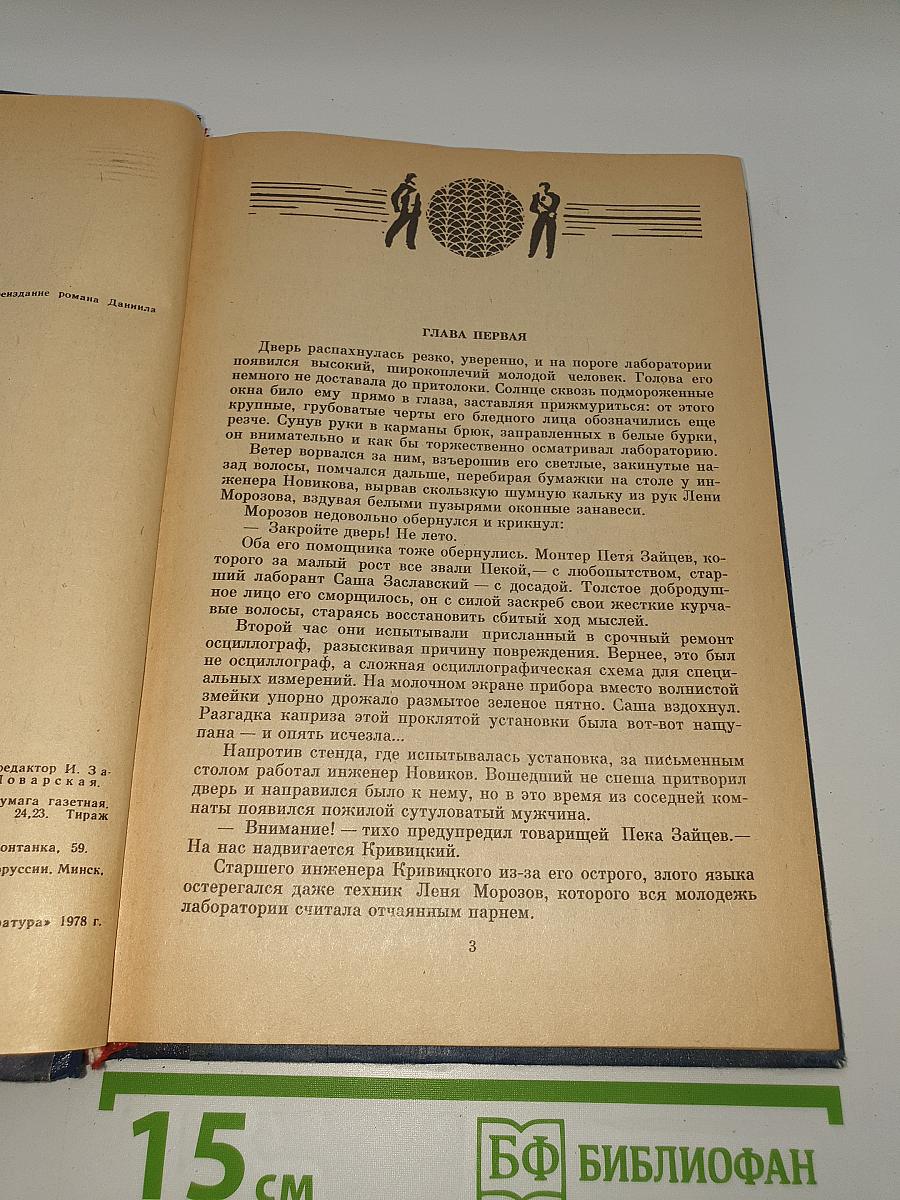 еиздание романа Даниила
редактор И. За-
Поварская.
умага газетная.
24,23. Тираж
онтанка, 59.
оруссии. Минск,
ратура» 1978 г.
ГЛАВА ПЕРВАЯ
Дверь распахнулась резко, уверенно, и на пороге лаборатории
появился высокий, широкоплечий молодой человек. Голова его
немного не доставала до притолоки. Солнце сквозь подмороженные
окна било ему прямо в глаза, заставляя прижмуриться: от этого
крупные, грубоватые черты его бледного лица обозначились еще
резче. Сунув руки в карманы брюк, заправленных в белые бурки,
он внимательно и как бы торжественно осматривал лабораторию.
Ветер ворвался за ним, взъерошив его светлые, закинутые на-
зад волосы, помчался дальше, перебирая бумажки на столе у ин-
женера Новикова, вырвав скользкую шумную кальку из рук Лени
Морозова, вздувая белыми пузырями оконные занавеси.
Морозов недовольно обернулся и крикнул:
— Закройте дверь! Не лето.
Оба его помощника тоже обернулись. Монтер Петя Зайцев, ко-
торого за малый рост все звали Пекой,— с любопытством, стар-
ший лаборант Саша Заславский — с досадой. Толстое добродуш-
ное лицо его сморщилось, он с силой заскреб свои жесткие курча-
вые волосы, стараясь восстановить сбитый ход мыслей.
Второй час они испытывали присланный в срочный ремонт
осциллограф, разыскивая причину повреждения. Вернее, это был
не осциллограф, а сложная осциллографическая схема для специ-
альных измерений. На молочном экране прибора вместо волнистой
змейки упорно дрожало размытое зеленое пятно. Саша вздохнул.
Разгадка каприза этой проклятой установки была вот-вот нащу-
пана — и опять исчезла...
Напротив стенда, где испытывалась установка, за письменным
столом работал инженер Новиков. Вошедший не спеша притворил
дверь и направился было к нему, но в это время из соседней ком-
наты появился пожилой сутуловатый мужчина.
— Внимание! — тихо предупредил товарищей Пека Зайцев.—
На нас надвигается Кривицкий.
Старшего инженера Кривицкого из-за его острого, злого языка
остерегался даже техник Леня Морозов, которого вся молодежь
лаборатории считала отчаянным парнем.
3
15 см
БФ БИБЛИОФАН